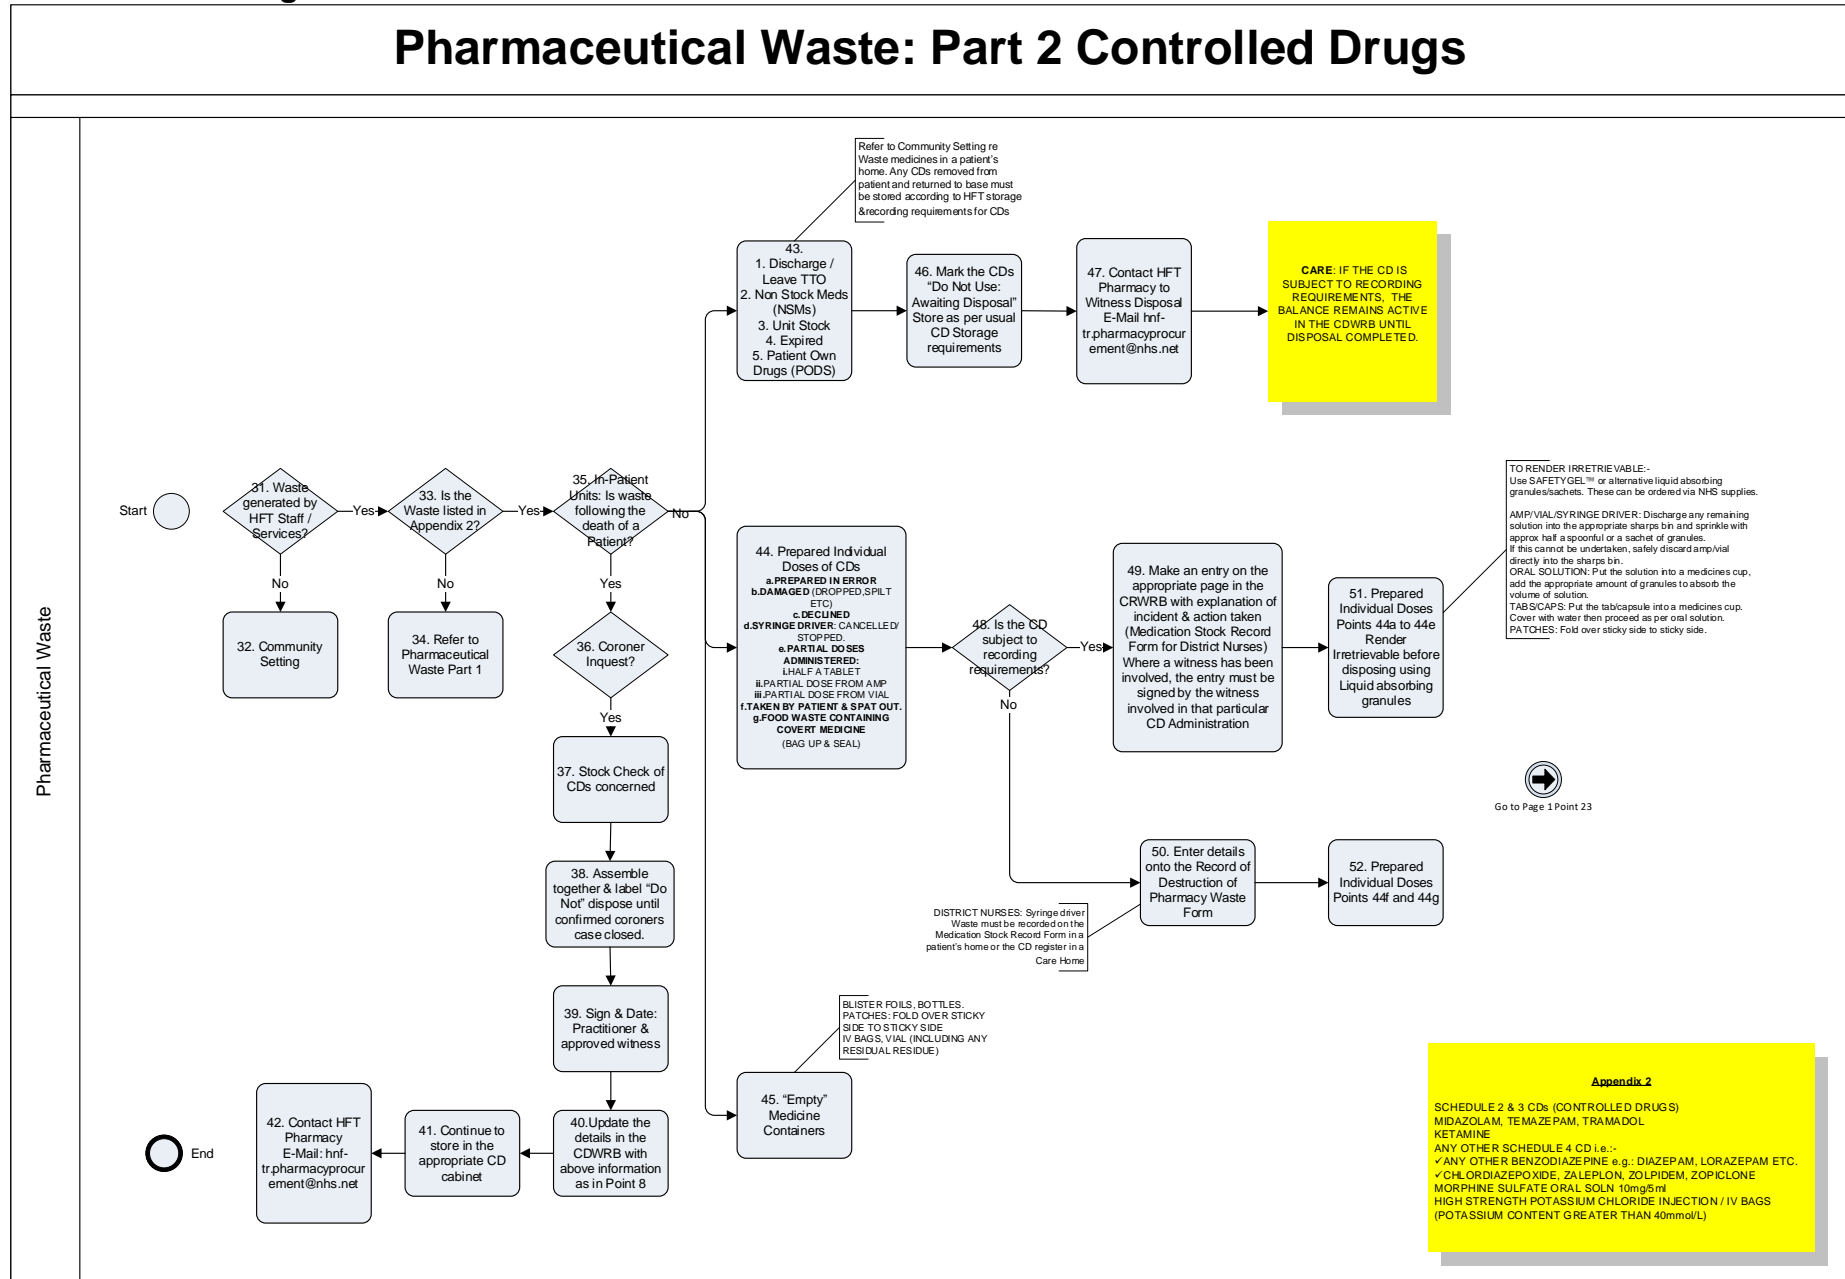 Pharmaceutical Waste: Part 2 Controlled Drugs
Pharmaceutical Waste
Refer to Community Setting re
Waste medicines in a patient's
home. Any CDs removed from
patient and returned to base must
be stored according to HFT storage
&recording requirements for CDs
43.
1. Discharge /
Leave TTO
2. Non Stock Meds
(NSMs)
3. Unit Stock
4. Expired
5. Patient Own
Drugs (PODS)
46. Mark the CDs
“Do Not Use:
Awaiting Disposal”
Store as per usual
CD Storage
requirements
47. Contact HFT
Pharmacy to
Witness Disposal
E-Mail hnf-
tr.pharmacyprocur
ement@nhs.net
CARE: IF THE CD IS
SUBJECT TO RECORDING
REQUIREMENTS, THE
BALANCE REMAINS ACTIVE
IN THE CDWRB UNTIL
DISPOSAL COMPLETED.
Start
31. Waste
generated by
HFT Staff /
Services?
Yes
33. Is the
Waste listed in
Appendix 2?
Yes
35. In-Patient
Units: Is waste
following the
death of a
Patient?
No
No
No
Yes
32. Community
Setting
34. Refer to
Pharmaceutical
Waste Part 1
36. Coroner
Inquest?
Yes
37. Stock Check of
CDs concerned
38. Assemble
together & label “Do
Not” dispose until
confirmed coroners
case closed.
39. Sign & Date:
Practitioner &
approved witness
40.Update the
details in the
CDWRB with
above information
as in Point 8
41. Continue to
store in the
appropriate CD
cabinet
42. Contact HFT
Pharmacy
E-Mail: hnf-
tr.pharmacyprocur
ement@nhs.net
End
44. Prepared Individual
Doses of CDs
a.PREPARED IN ERROR
b.DAMAGED (DROPPED,SPILT
ETC)
c.DECLINED
d.SYRINGE DRIVER: CANCELLED/
STOPPED.
e.PARTIAL DOSES
ADMINISTERED:
i.HALF A TABLET
ii.PARTIAL DOSE FROM AMP
iii.PARTIAL DOSE FROM VIAL
f.TAKEN BY PATIENT & SPAT OUT.
g.FOOD WASTE CONTAINING
COVERT MEDICINE
(BAG UP & SEAL)
48. Is the CD
subject to
recording
requirements?
Yes
No
49. Make an entry on the
appropriate page in the
CRWRB with explanation of
incident & action taken
(Medication Stock Record
Form for District Nurses)
Where a witness has been
involved, the entry must be
signed by the witness
involved in that particular
CD Administration
51. Prepared
Individual Doses
Points 44a to 44e
Render
Irretrievable before
disposing using
Liquid absorbing
granules
TO RENDER IRRETRIEVABLE:-
Use SAFETYGEL™ or alternative liquid absorbing
granules/sachets. These can be ordered via NHS supplies.
AMP/VIAL/SYRINGE DRIVER: Discharge any remaining
solution into the appropriate sharps bin and sprinkle with
approx half a spoonful or a sachet of granules.
If this cannot be undertaken, safely discard amp/vial
directly into the sharps bin.
ORAL SOLUTION: Put the solution into a medicines cup,
add the appropriate amount of granules to absorb the
volume of solution.
TABS/CAPS: Put the tab/capsule into a medicines cup.
Cover with water then proceed as per oral solution.
PATCHES: Fold over sticky side to sticky side.
Go to Page 1 Point 23
50. Enter details
onto the Record of
Destruction of
Pharmacy Waste
Form
52. Prepared
Individual Doses
Points 44f and 44g
DISTRICT NURSES: Syringe driver
Waste must be recorded on the
Medication Stock Record Form in a
patient's home or the CD register in a
Care Home
BLISTER FOILS, BOTTLES.
PATCHES: FOLD OVER STICKY
SIDE TO STICKY SIDE
IV BAGS, VIAL (INCLUDING ANY
RESIDUAL RESIDUE)
45. “Empty”
Medicine
Containers
Appendix 2
SCHEDULE 2 & 3 CDs (CONTROLLED DRUGS)
MIDAZOLAM, TEMAZEPAM, TRAMADOL
KETAMINE
ANY OTHER SCHEDULE 4 CD i.e.:-
✓ANY OTHER BENZODIAZEPINE e.g.: DIAZEPAM, LORAZEPAM ETC.
✓CHLORDIAZEPOXIDE, ZALEPLON, ZOLPIDEM, ZOPICLONE
MORPHINE SULFATE ORAL SOLN 10mg/5ml
HIGH STRENGTH POTASSIUM CHLORIDE INJECTION / IV BAGS
(POTASSIUM CONTENT GREATER THAN 40mmol/L)